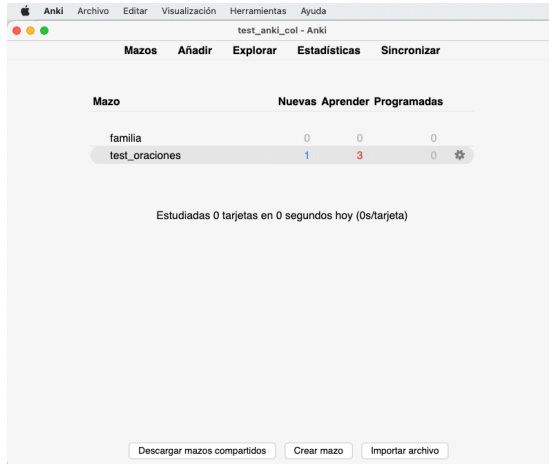 Anki Archivo Editar Visualización Herramientas Ayuda
test_anki_col - Anki
Mazos Añadir Explorar Estadísticas Sincronizar
Mazo Nuevas Aprender Programadas
familia 0 0 0
test_oraciones 1 3 0
Estudiadas 0 tarjetas en 0 segundos hoy (0s/tarjeta)
Descargar mazos compartidos Crear mazo Importar archivo